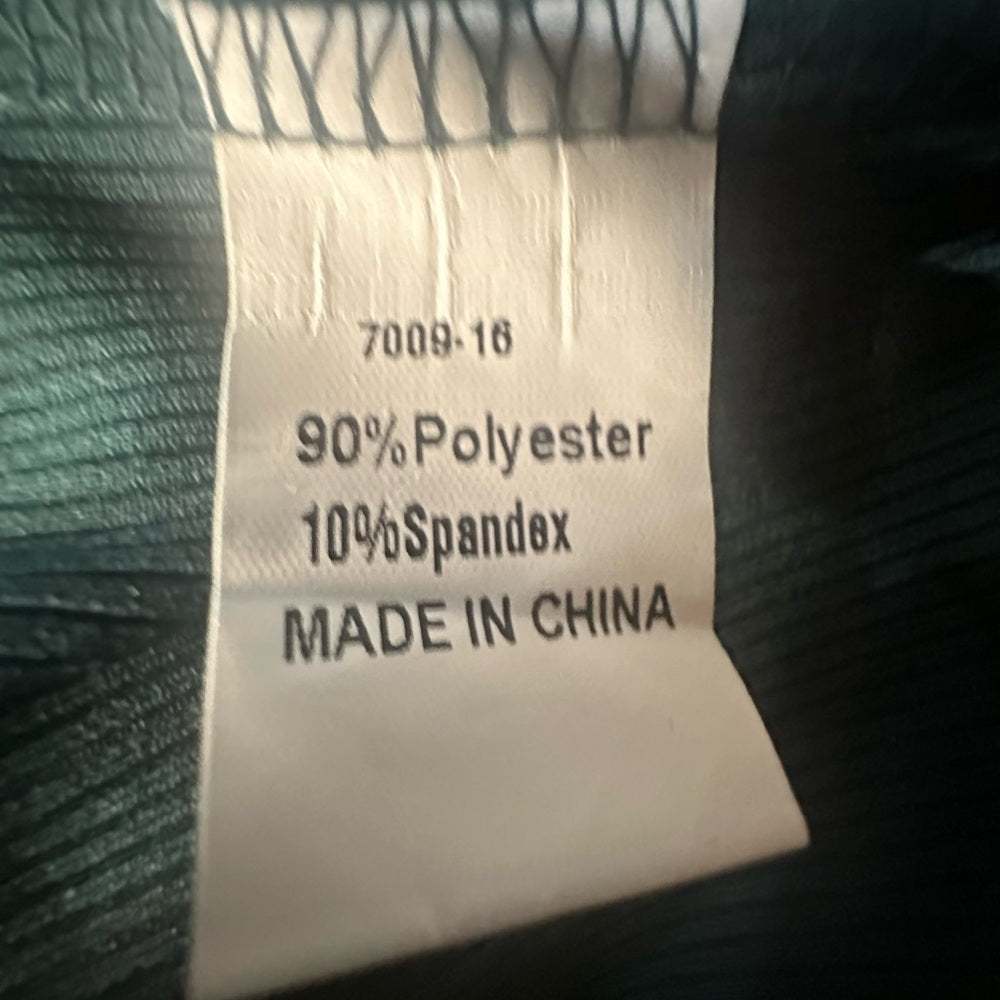 7009-16
90%Polyester
10%Spandex
MADE IN CHINA